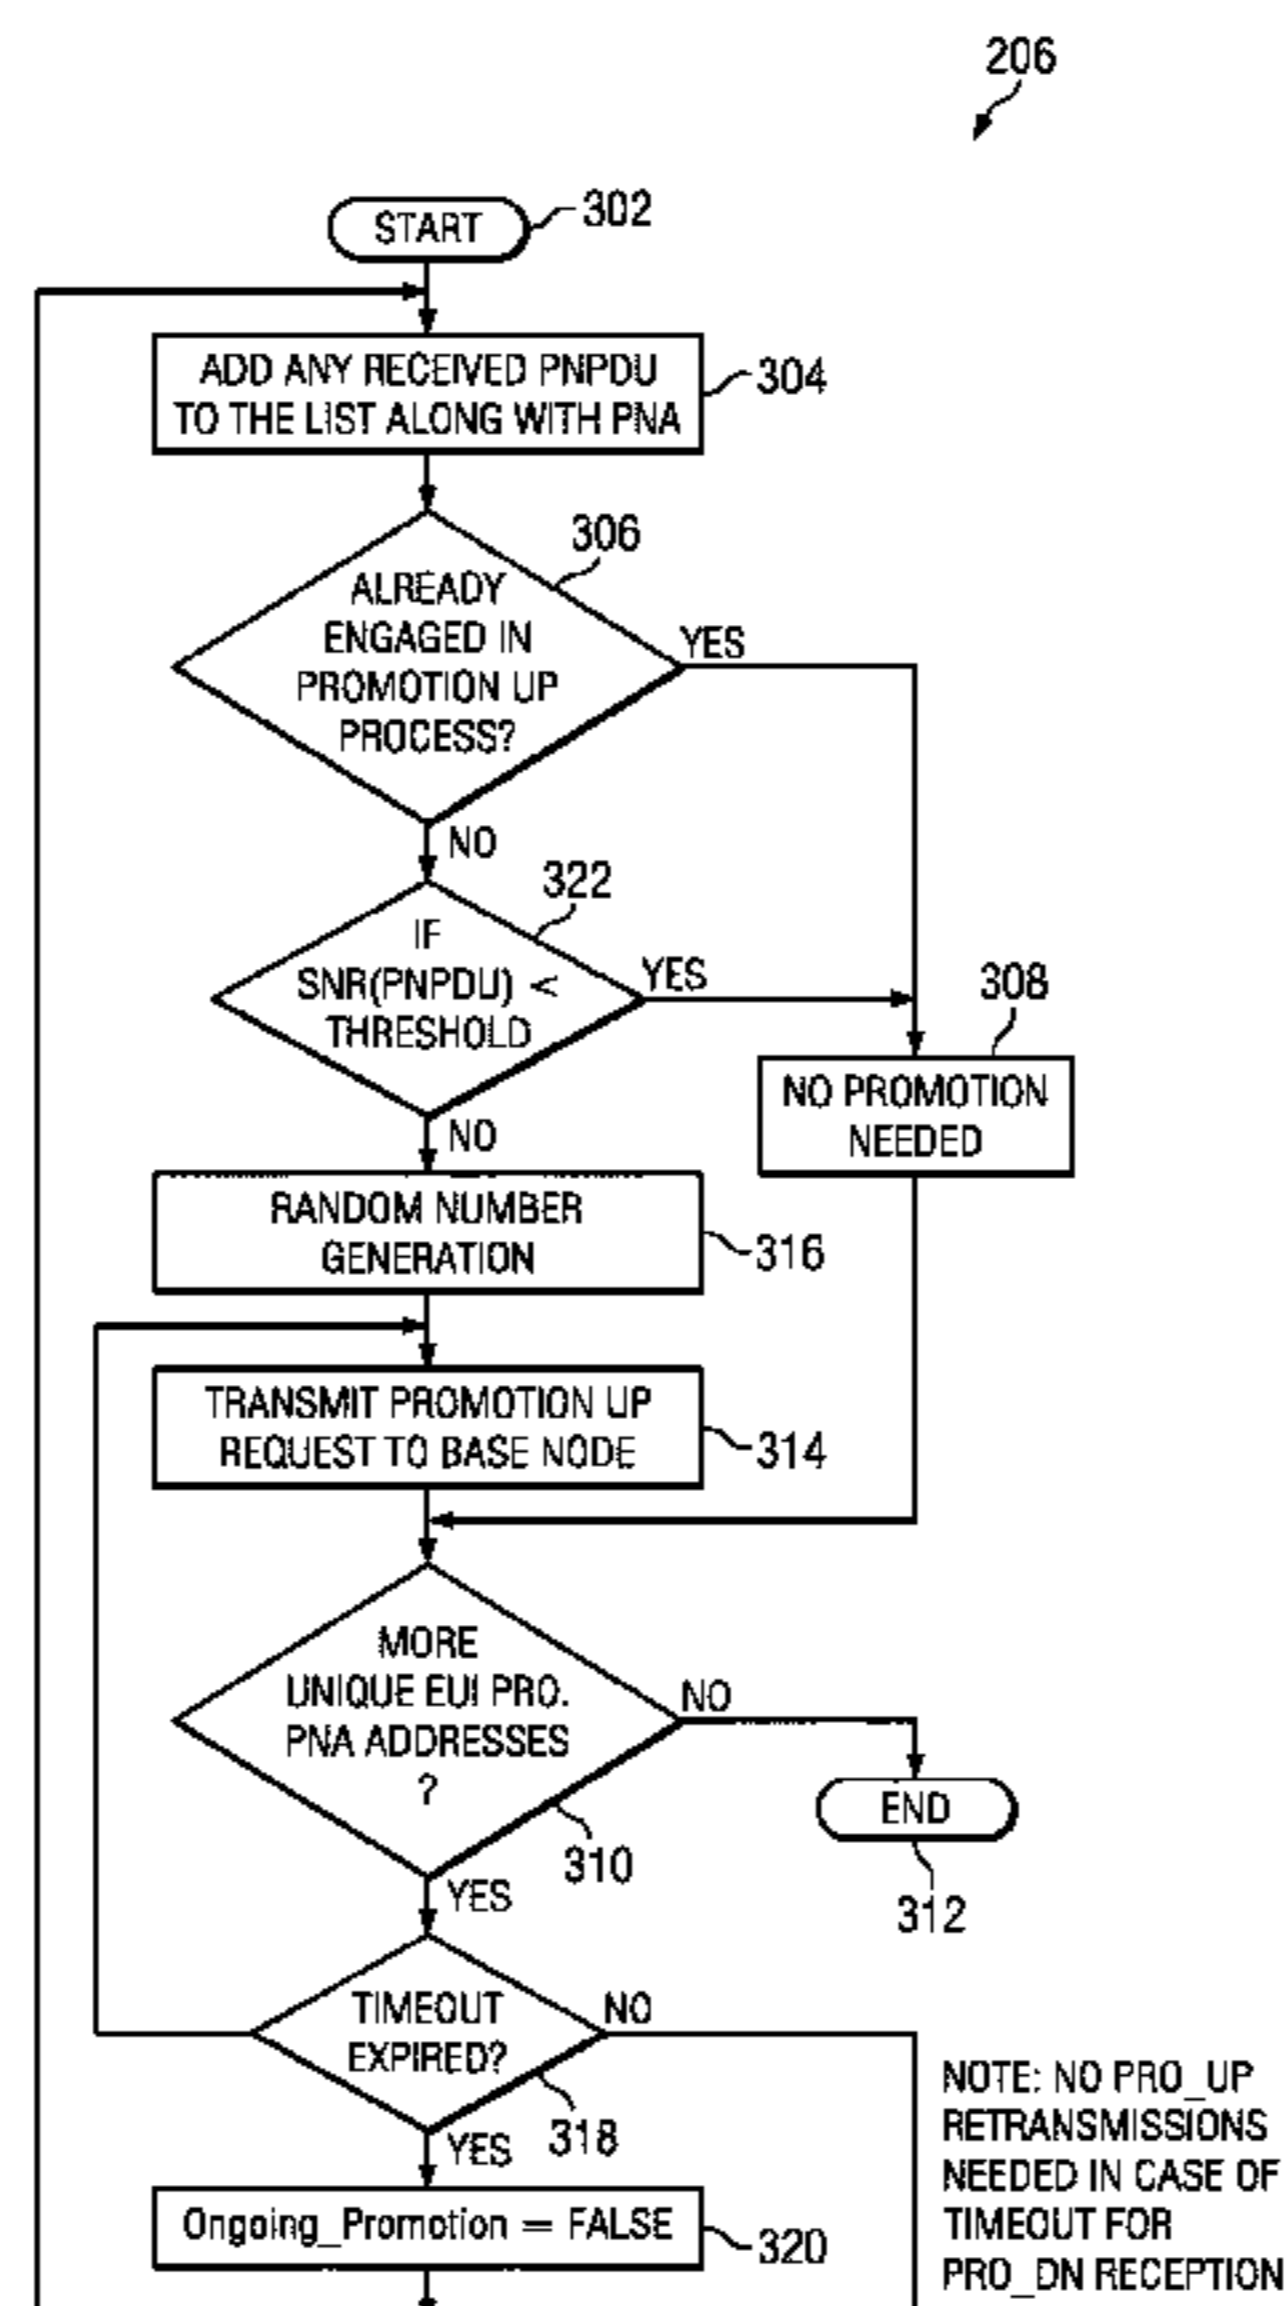 206
START
302
ADD ANY RECEIVED PNPDU
TO THE LIST ALONG WITH PNA
304
306
ALREADY
ENGAGED IN
PROMOTION UP
PROCESS?
YES
NO
322
IF
SNR(PNPDU) <
THRESHOLD
YES
308
NO PROMOTION
NEEDED
NO
RANDOM NUMBER
GENERATION
316
TRANSMIT PROMOTION UP
REQUEST TO BASE NODE
314
MORE
UNIQUE EUI PRO.
PNA ADDRESSES
?
NO
END
310
312
YES
TIMEOUT
EXPIRED?
NO
318
YES
Ongoing_Promotion = FALSE
320
NOTE: NO PRO_UP
RETRANSMISSIONS
NEEDED IN CASE OF
TIMEOUT FOR
PRO_DN RECEPTION